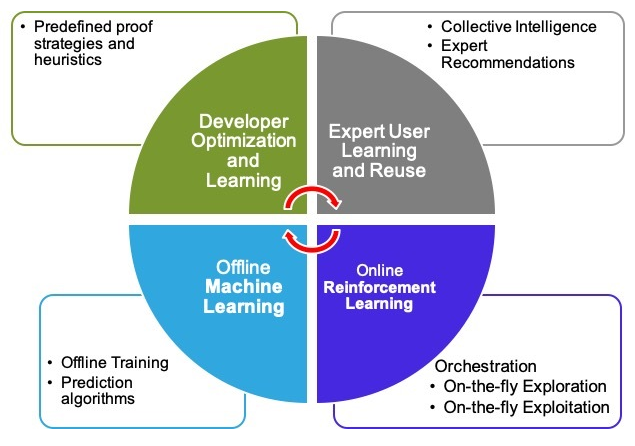 • Predefined proof
strategies and
heuristics
• Collective Intelligence
• Expert
Recommendations
Developer
Optimization
and
Learning
Expert User
Learning
and Reuse
Offline
Machine
Learning
Online
Reinforcement
Learning
• Offline Training
• Prediction
algorithms
Orchestration
• On-the-fly Exploration
• On-the-fly Exploitation